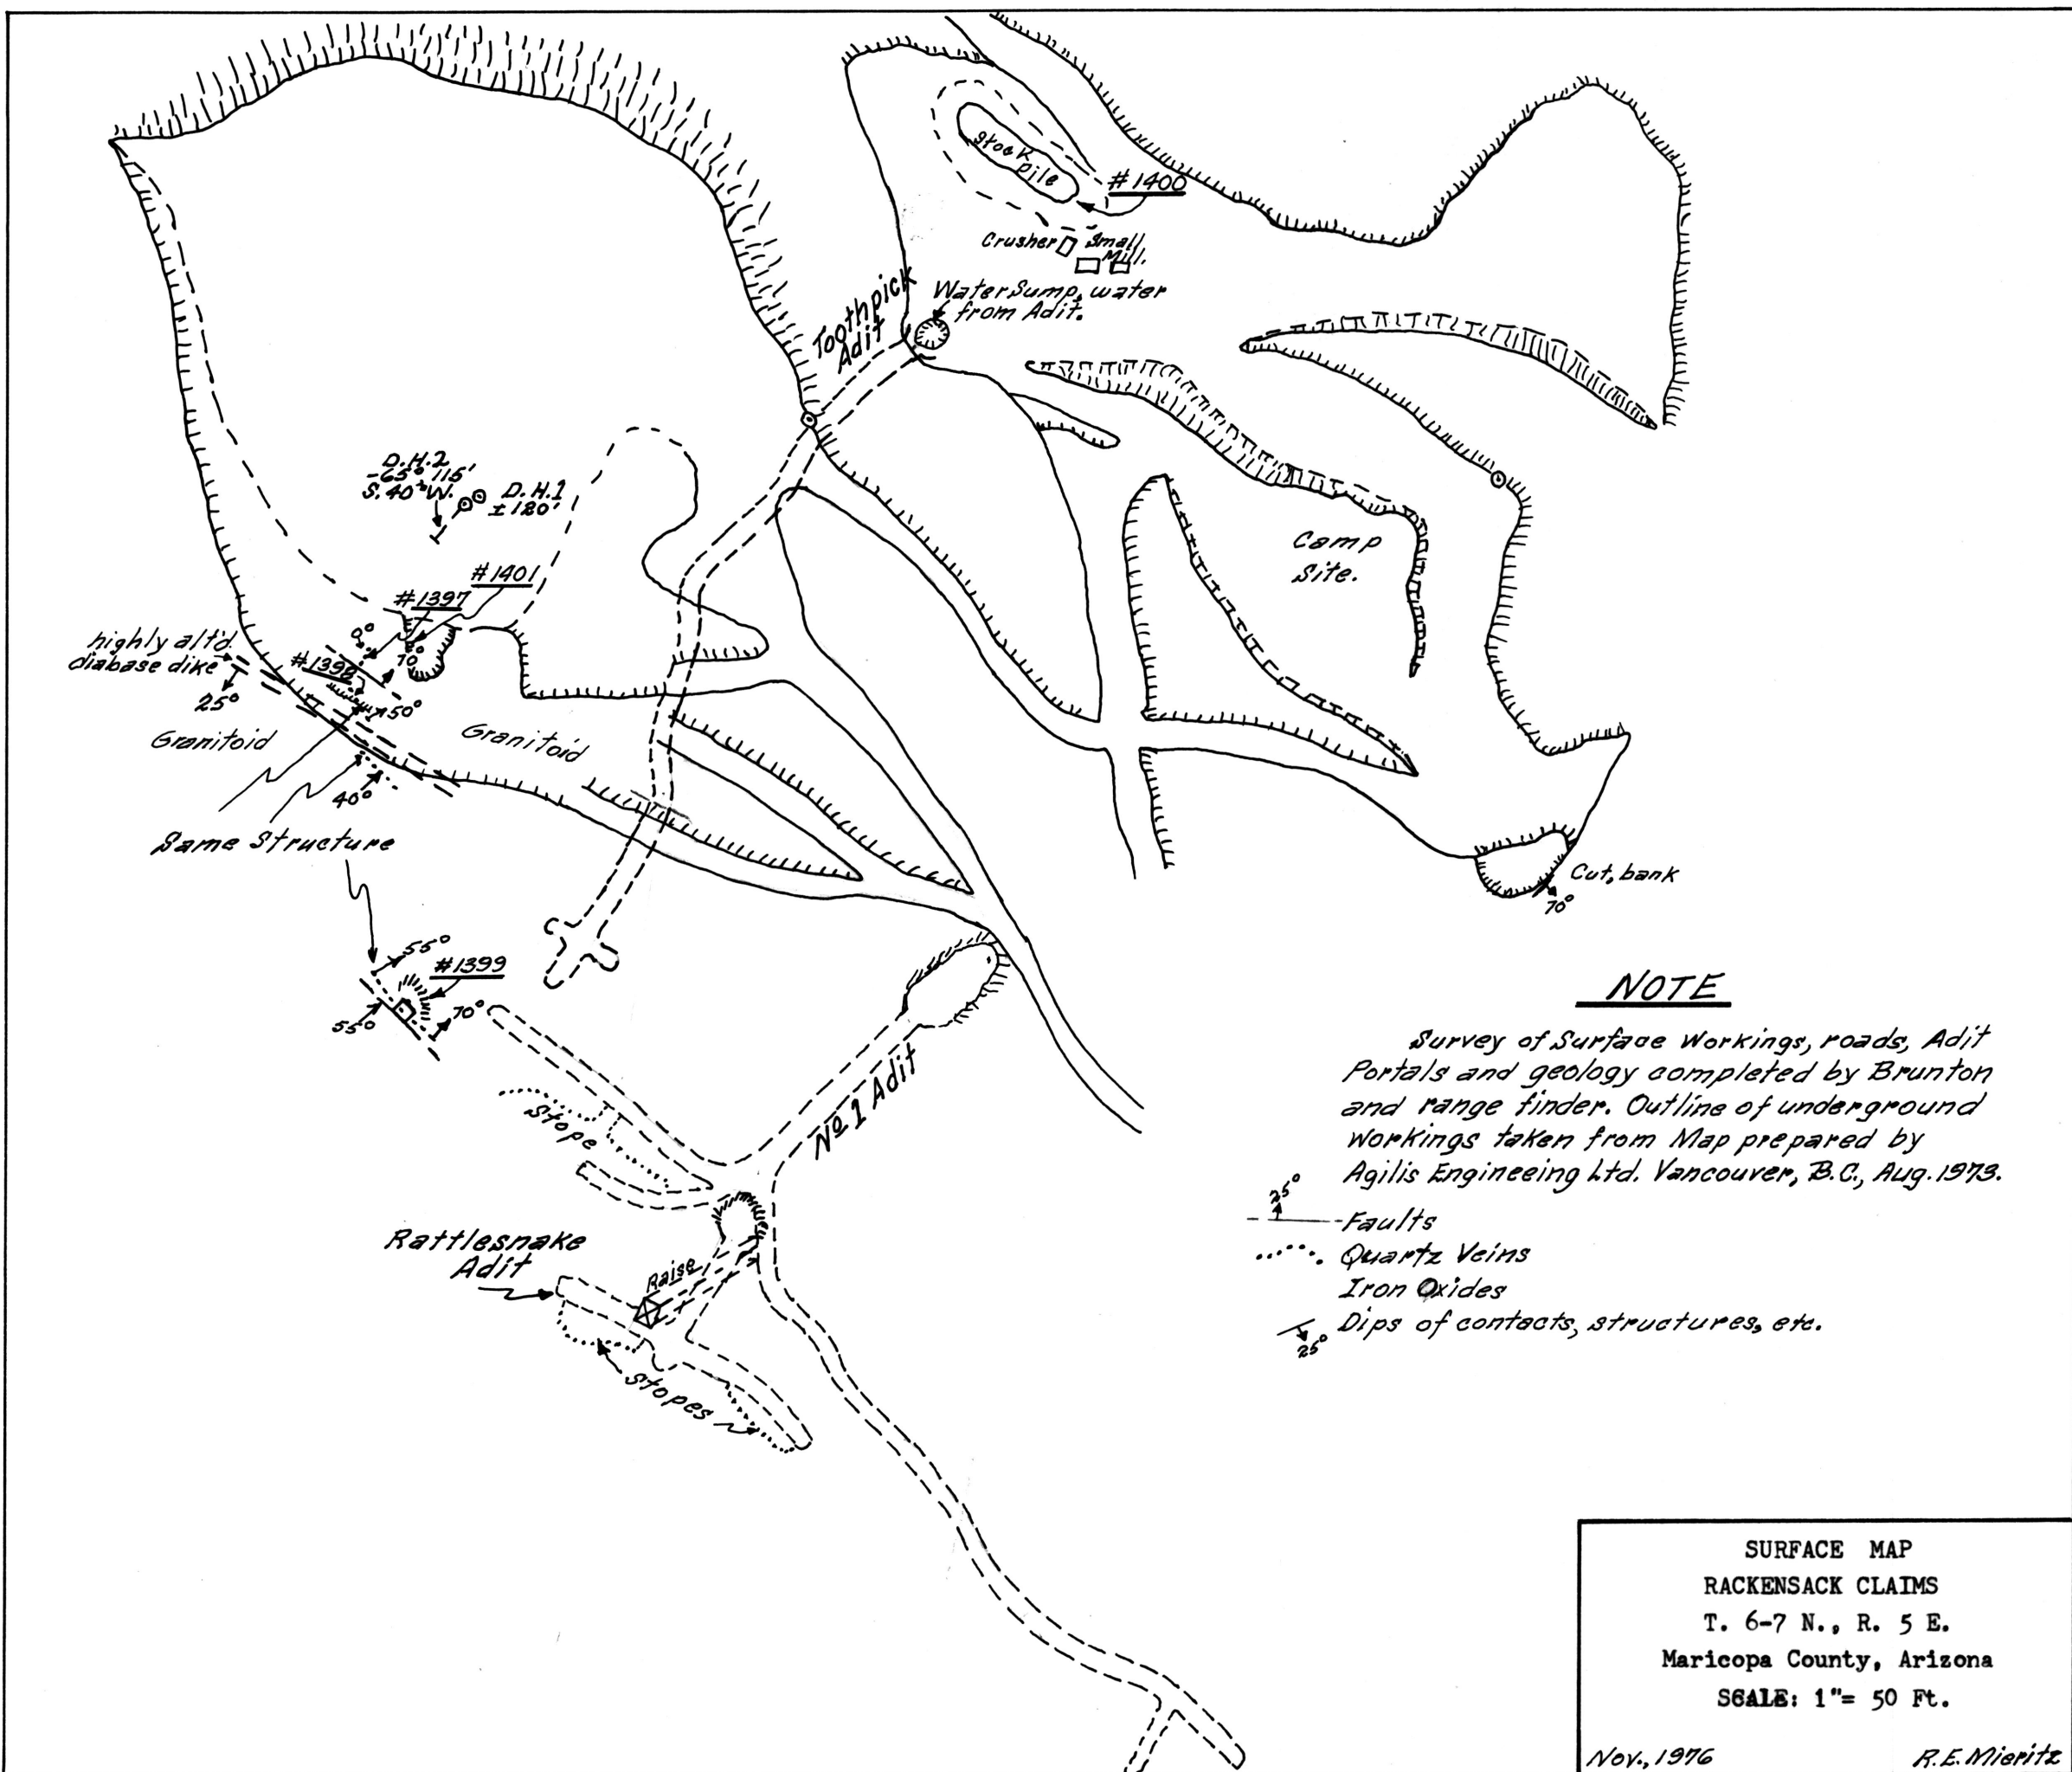 stock
pile
#1400
Crusher
Small
Mill.
Water Sump, water
from Adit.
Toothpick
Adit
D.H.2
-65° 115'
S. 40° W.
D.H.1
± 180'
Camp
Site.
#1401
#1397
0°
70°
highly alt'd.
diabase dike
#1398
25°
50°
Granitoid
Granitoid
40°
Same Structure
Cut, bank
70°
55°
#1399
55°
70°
NOTE
Survey of Surface Workings, roads, Adit
Portals and geology completed by Brunton
and range finder. Outline of underground
Workings taken from Map prepared by
Agilis Engineeing Ltd. Vancouver, B.C., Aug. 1973.
25°
Faults
Quartz Veins
Iron Oxides
Dips of contacts, structures, etc.
25°
No 1 Adit
Stope
Rattlesnake
Adit
Raise
Stopes
SURFACE MAP
RACKENSACK CLAIMS
T. 6-7 N., R. 5 E.
Maricopa County, Arizona
SCALE: 1"= 50 Ft.
Nov., 1976
R.E. Mieritz